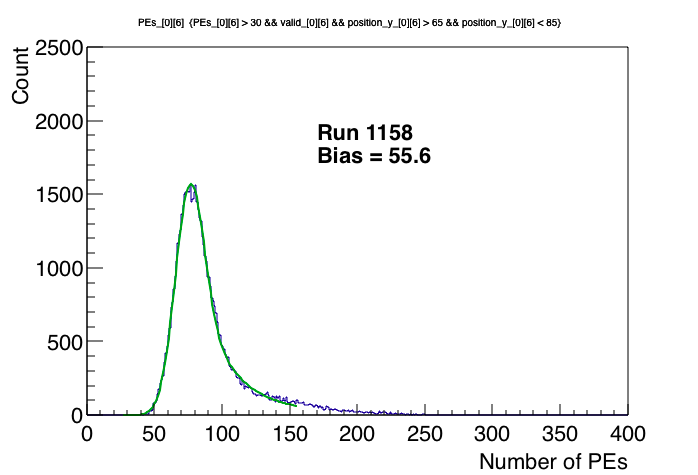 PEs_[0][6] {PEs_[0][6] > 30 && valid_[0][6] && position_y_[0][6] > 65 && position_y_[0][6] < 85}
Count
2500
2000
1500
1000
500
0
Run 1158
Bias = 55.6
0 50 100 150 200 250 300 350 400
Number of PEs